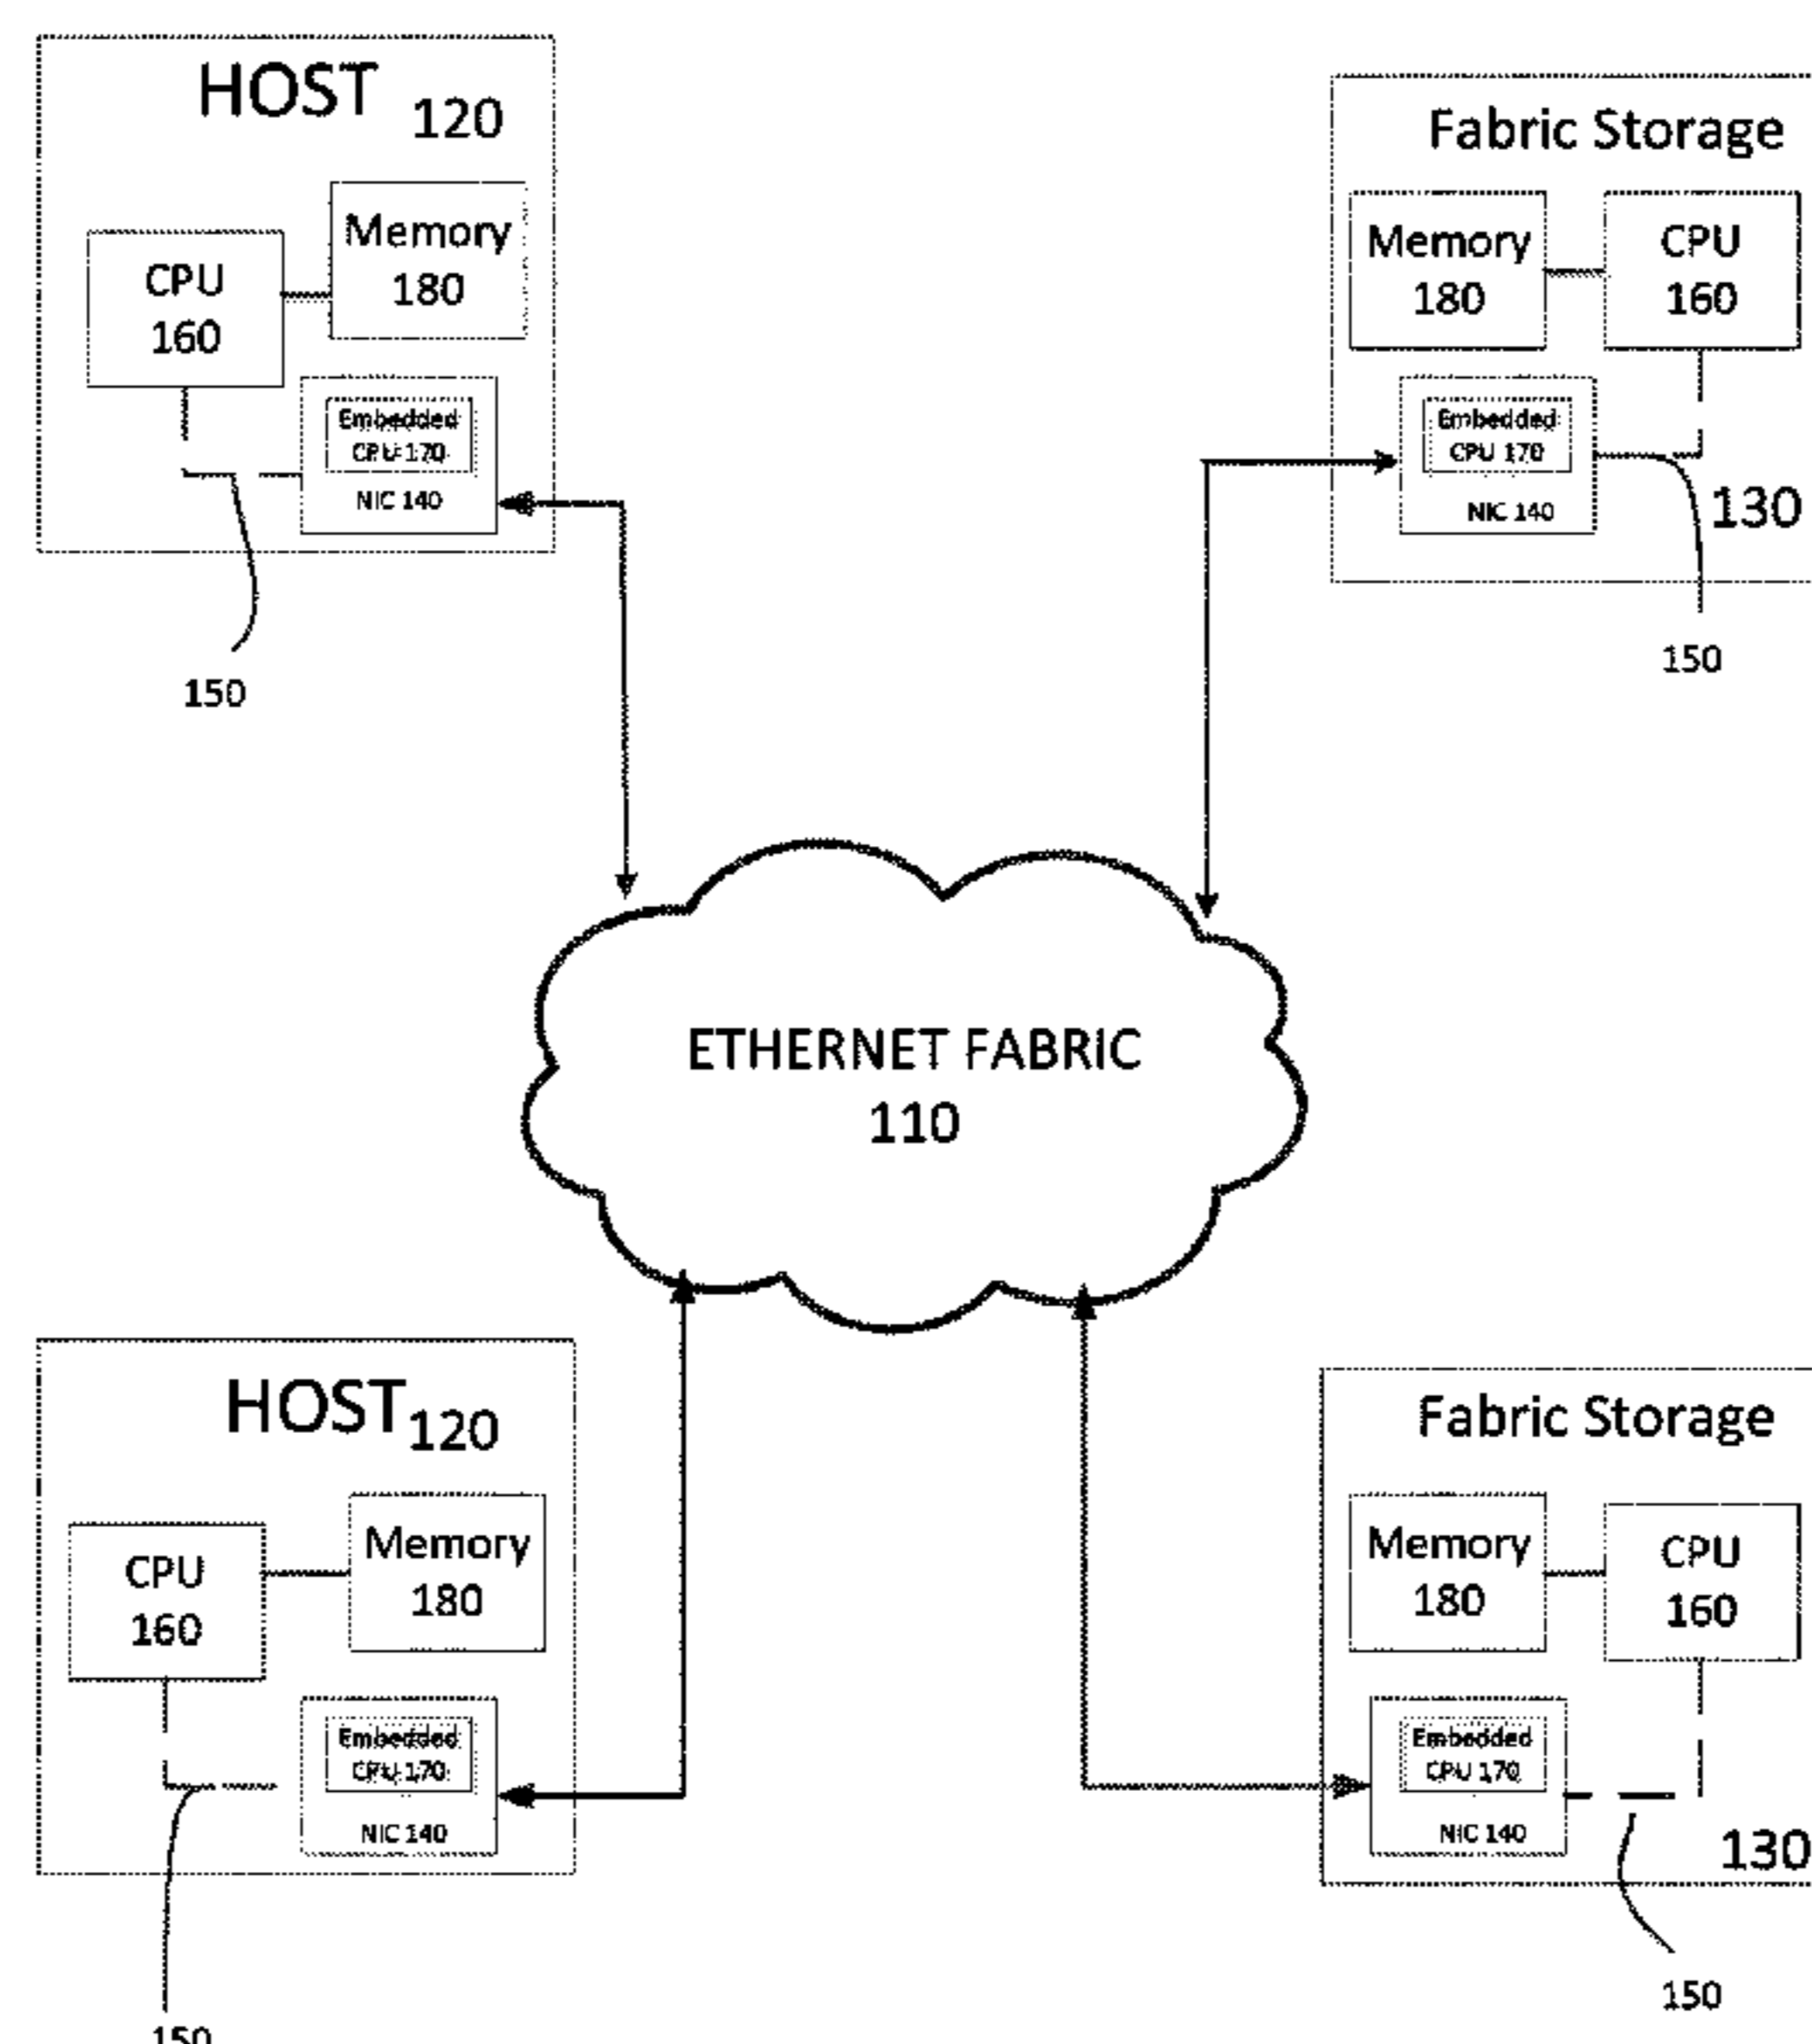 HOST 120
Memory
180
CPU
160
Embedded
CPU 170
NIC 140
150
Fabric Storage
Memory
180
CPU
160
Embedded
CPU 170
NIC 140
130
150
ETHERNET FABRIC
110
HOST 120
Memory
180
CPU
160
Embedded
CPU 170
NIC 140
150
Fabric Storage
Memory
180
CPU
160
Embedded
CPU 170
NIC 140
130
150